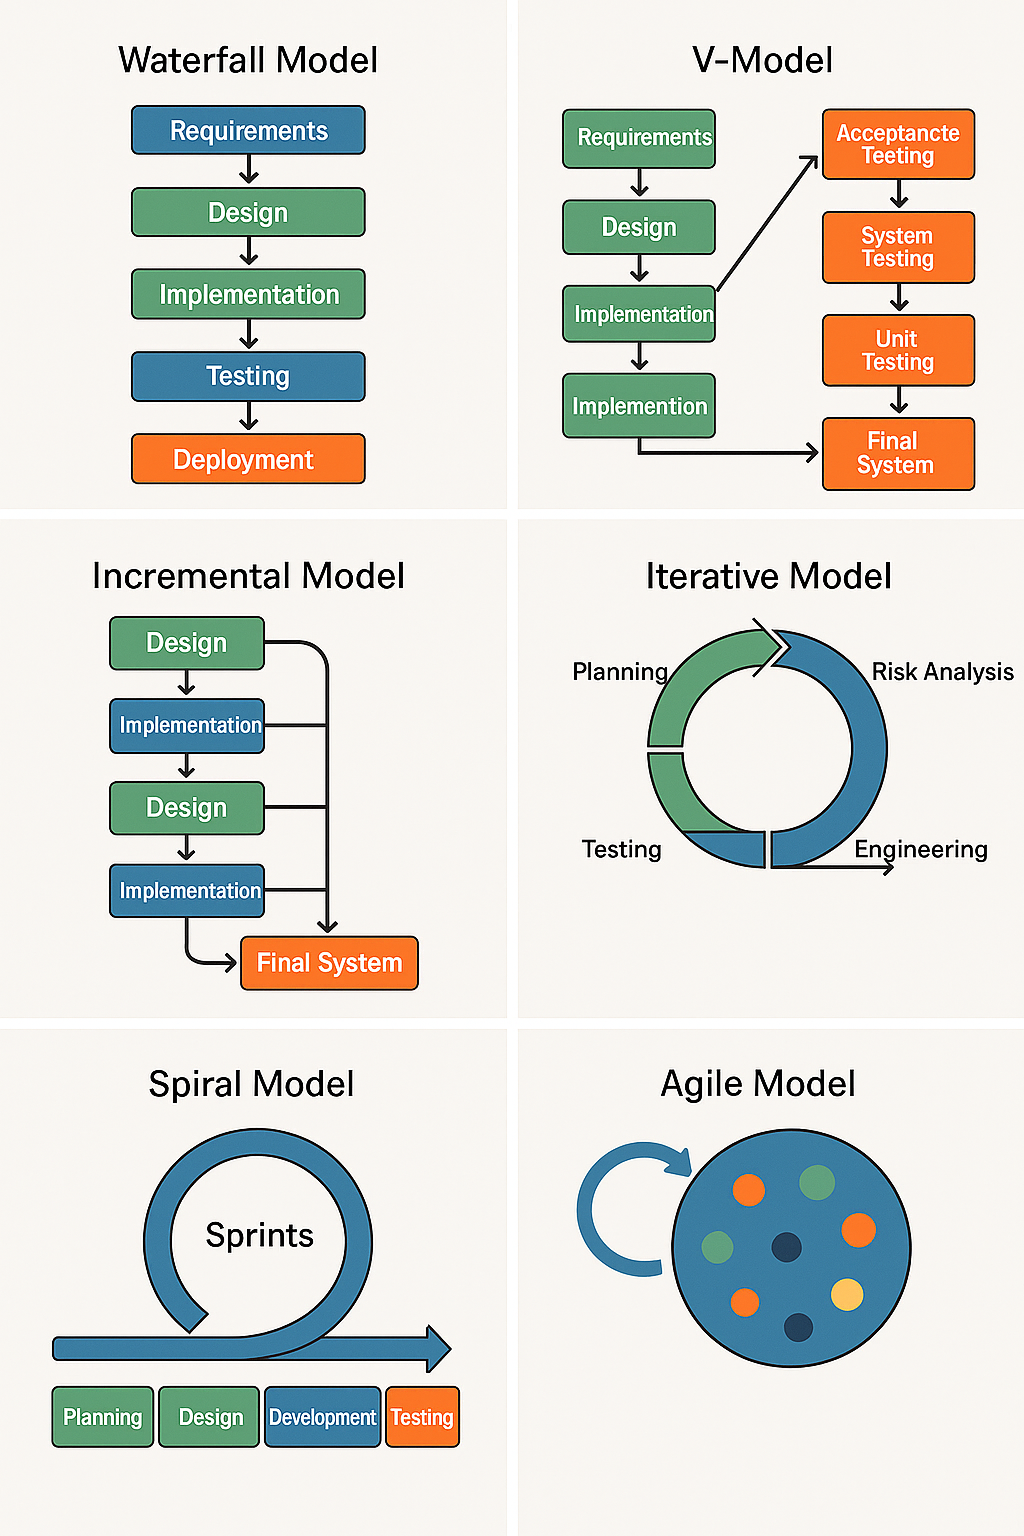 Waterfall Model
Requirements
Design
Implementation
Testing
Deployment
V-Model
Requirements
Design
Implementation
Implemention
Acceptancte
Teeting
System
Testing
Unit
Testing
Final
System
Incremental Model
Design
Implementation
Design
Implementation
Final System
Iterative Model
Planning
Risk Analysis
Testing
Engineering
Spiral Model
Sprints
Planning
Design
Development
Testing
Agile Model